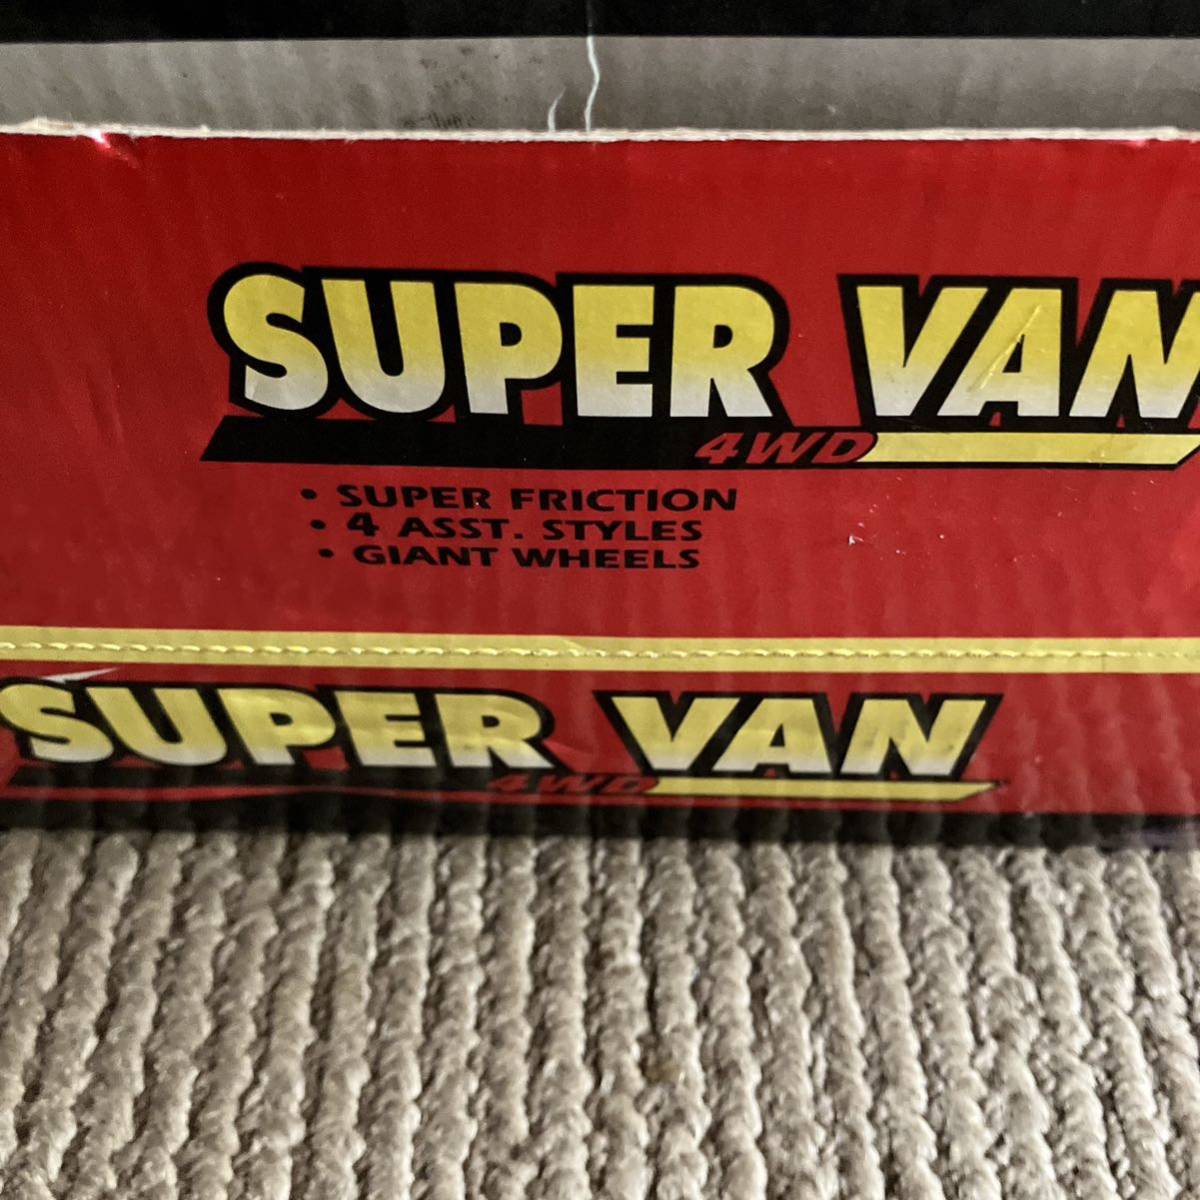 SUPER VAN
4WD
• SUPER FRICTION
• 4 ASST. STYLES
• GIANT WHEELS
SUPER VAN
4WD